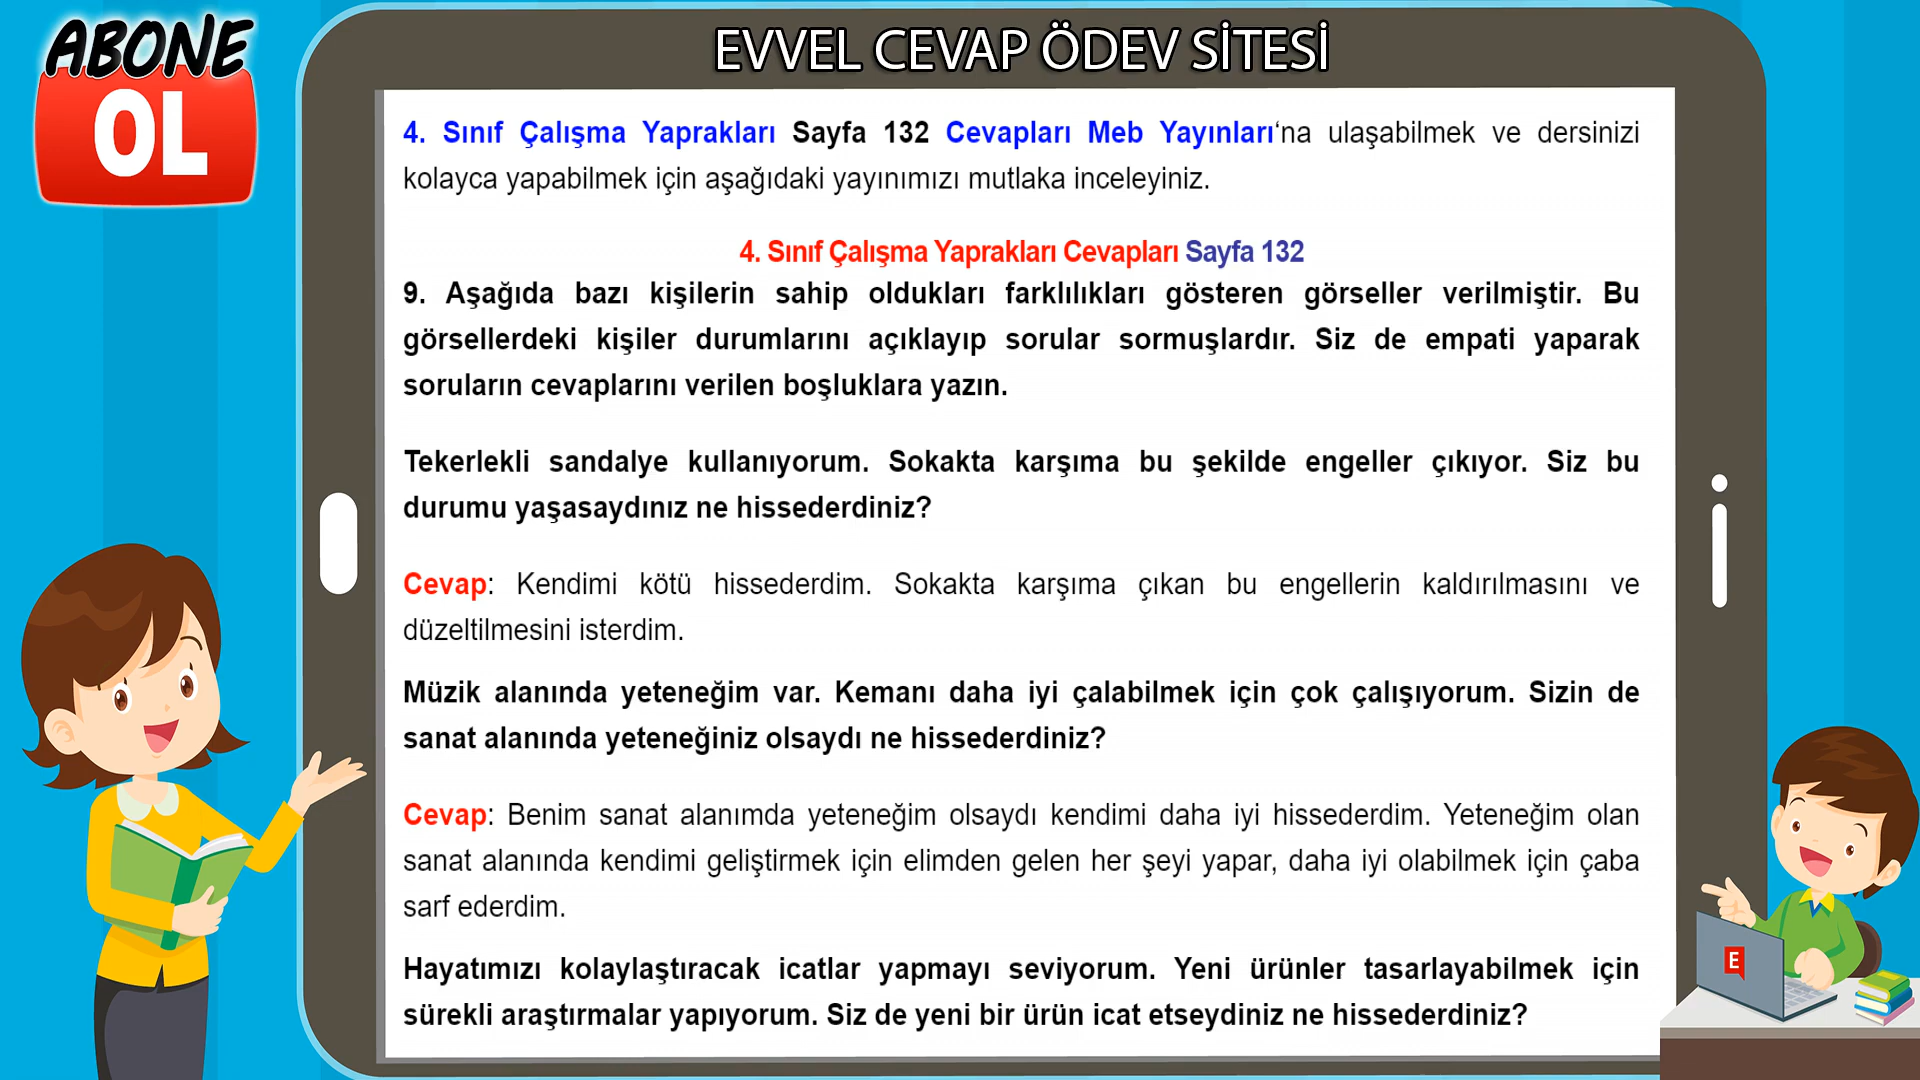 ABONE
OL
EVVEL CEVAP ÖDEV SİTESİ
4. Sınıf Çalışma Yaprakları Sayfa 132 Cevapları Meb Yayınları‘na ulaşabilmek ve dersinizi
kolayca yapabilmek için aşağıdaki yayınımızı mutlaka inceleyiniz.
4. Sınıf Çalışma Yaprakları Cevapları Sayfa 132
9. Aşağıda bazı kişilerin sahip oldukları farklılıkları gösteren görseller verilmiştir. Bu
görsellerdeki kişiler durumlarını açıklayıp sorular sormuşlardır. Siz de empati yaparak
soruların cevaplarını verilen boşluklara yazın.
Tekerlekli sandalye kullanıyorum. Sokakta karşıma bu şekilde engeller çıkıyor. Siz bu
durumu yaşasaydınız ne hissederdiniz?
Cevap: Kendimi kötü hissederdim. Sokakta karşıma çıkan bu engellerin kaldırılmasını ve
düzeltilmesini isterdim.
Müzik alanında yeteneğim var. Kemanı daha iyi çalabilmek için çok çalışıyorum. Sizin de
sanat alanında yeteneğiniz olsaydı ne hissederdiniz?
Cevap: Benim sanat alanımda yeteneğim olsaydı kendimi daha iyi hissederdim. Yeteneğim olan
sanat alanında kendimi geliştirmek için elimden gelen her şeyi yapar, daha iyi olabilmek için çaba
sarf ederdim.
Hayatımızı kolaylaştıracak icatlar yapmayı seviyorum. Yeni ürünler tasarlayabilmek için
sürekli araştırmalar yapıyorum. Siz de yeni bir ürün icat etseydiniz ne hissederdiniz?
E